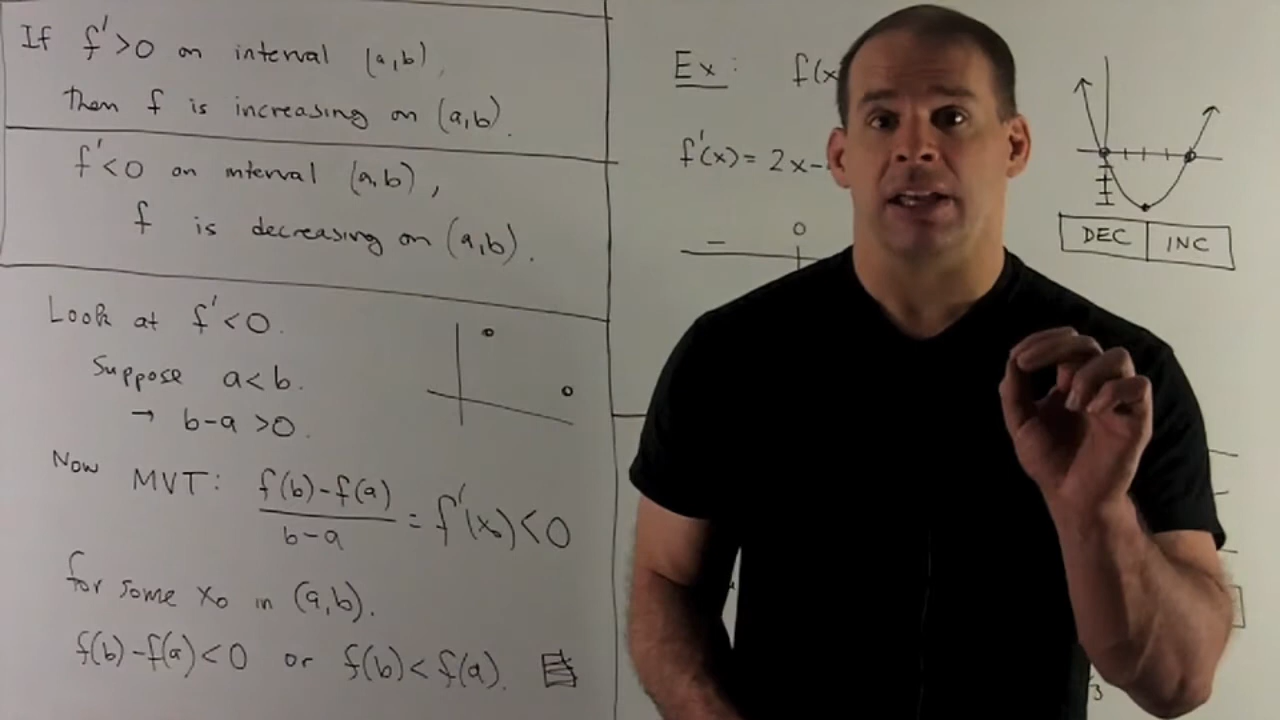 If f'>0 on interval (a,b),
then f is increasing on (a,b).
f'<0 on interval (a,b),
f is decreasing on (a,b).
Look at f'<0.
Suppose a<b.
→ b-a >0.
Now MVT: f(b)-f(a) / b-a = f'(x₀)<0
for some x₀ in (a,b).
f(b)-f(a)<0 or f(b)<f(a).
Ex: f(x
f'(x)= 2x-
- 0
DEC INC
3